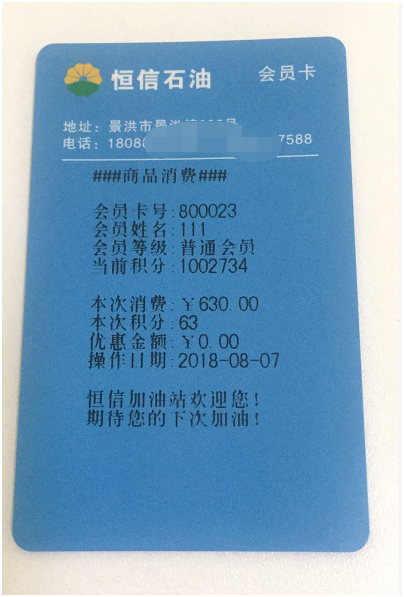 恒信石油
会员卡
地址：景洪市
电话：18088 7588
###商品消费###
会员卡号:800023
会员姓名:111
会员等级:普通会员
当前积分:1002734
本次消费:￥630.00
本次积分:63
优惠金额:￥0.00
操作日期:2018-08-07
恒信加油站欢迎您!
期待您的下次加油!